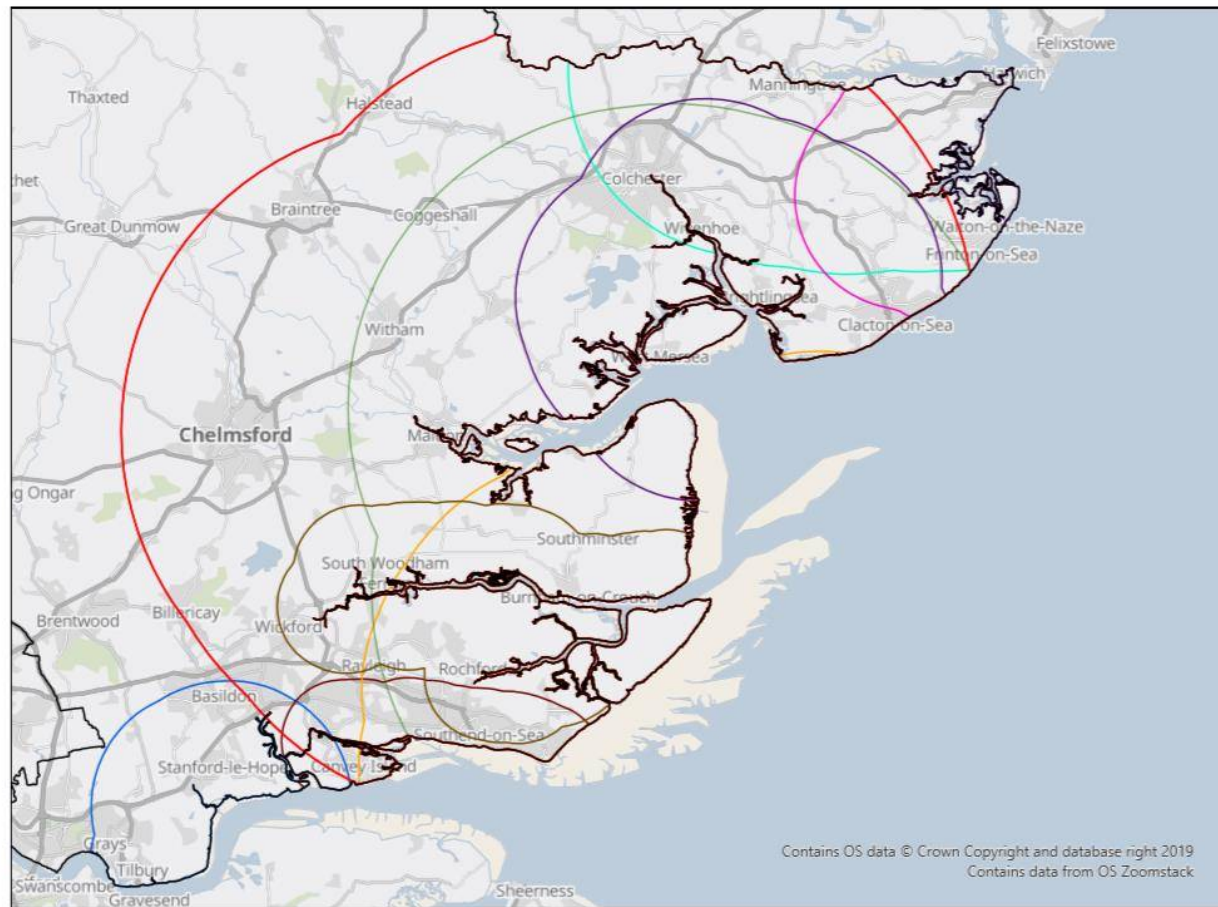 Felixstowe
Harwich
Manningtree
Thaxted
Halstead
Colchester
Braintree
Coggeshall
Great Dunmow
Wivenhoe
Walton-on-the-Naze
Frinton-on-Sea
Brightlingsea
Clacton-on-Sea
Witham
West Mersea
Chelmsford
Maldon
ng Ongar
Southminster
South Woodham
Ferrers
Burnham-on-Crouch
Brentwood
Billericay
Wickford
Rayleigh
Rochford
Basildon
Southend-on-Sea
Stanford-le-Hope
Canvey Island
Grays
Tilbury
Swanscombe
Gravesend
Sheerness
Contains OS data © Crown Copyright and database right 2019
Contains data from OS Zoomstack